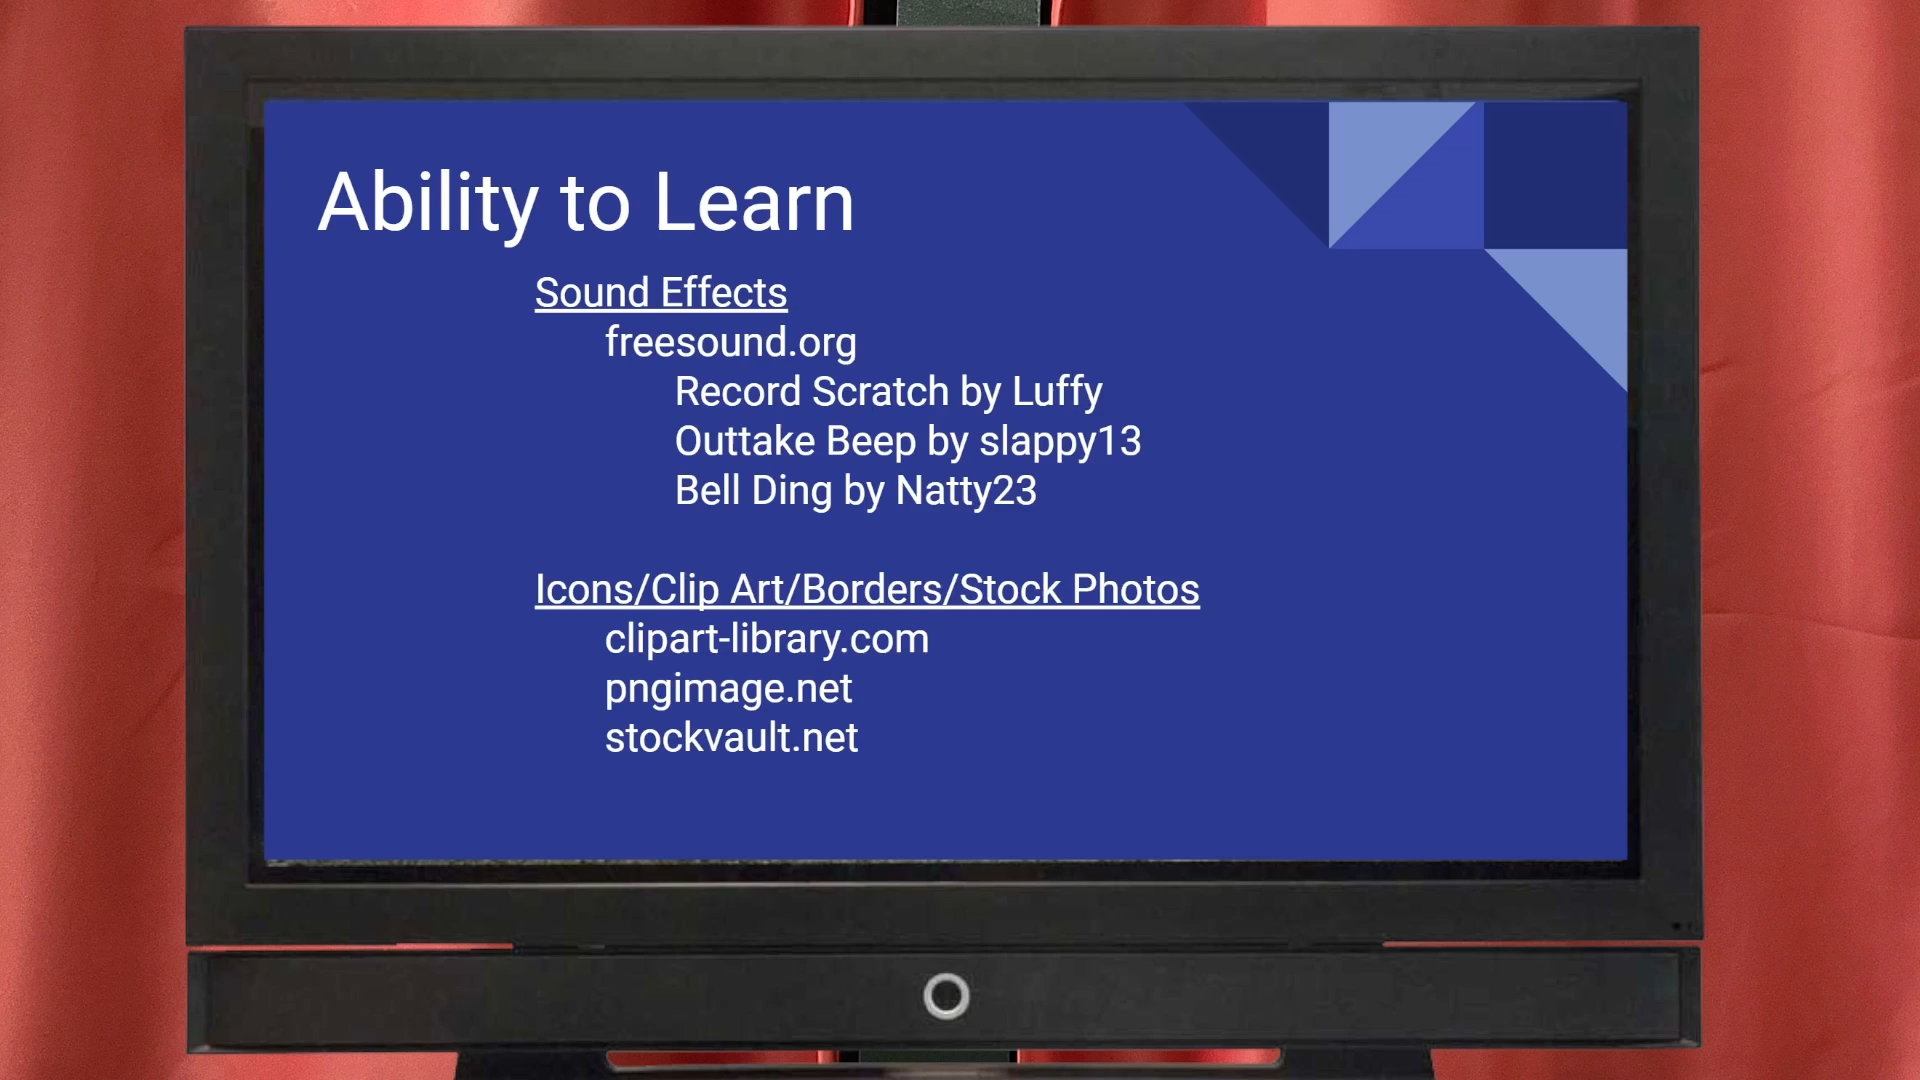 Ability to Learn
Sound Effects
freesound.org
Record Scratch by Luffy
Outtake Beep by slappy13
Bell Ding by Natty23
Icons/Clip Art/Borders/Stock Photos
clipart-library.com
pngimage.net
stockvault.net